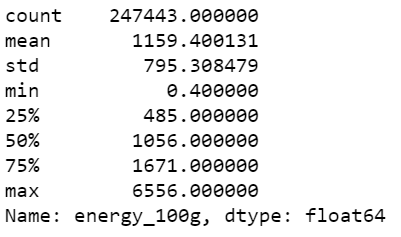 count    247443.000000
mean       1159.400131
std         795.308479
min           0.400000
25%         485.000000
50%        1056.000000
75%        1671.000000
max        6556.000000
Name: energy_100g, dtype: float64